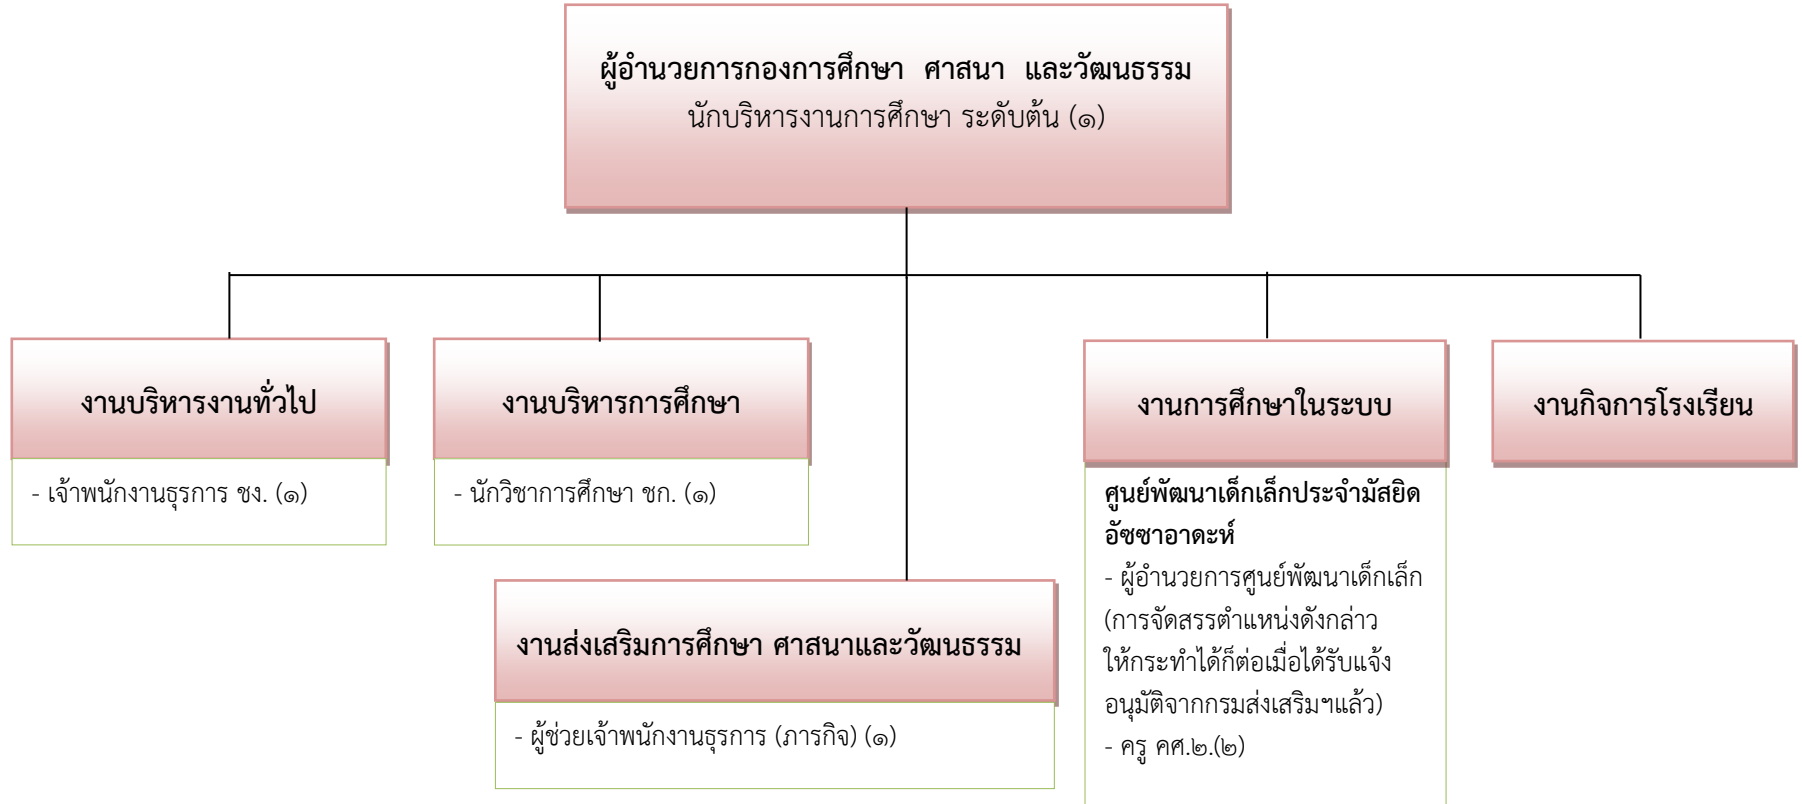 ผู้อำนวยการกองการศึกษา ศาสนา และวัฒนธรรม
นักบริหารงานการศึกษา ระดับต้น (๑)
งานบริหารงานทั่วไป
- เจ้าพนักงานธุรการ ชง. (๑)
งานบริหารการศึกษา
- นักวิชาการศึกษา ชก. (๑)
งานส่งเสริมการศึกษา ศาสนาและวัฒนธรรม
- ผู้ช่วยเจ้าพนักงานธุรการ (ภารกิจ) (๑)
งานการศึกษาในระบบ
ศูนย์พัฒนาเด็กเล็กประจำมัสยิด
อัซซาอาดะห์
- ผู้อำนวยการศูนย์พัฒนาเด็กเล็ก
(การจัดสรรตำแหน่งดังกล่าว
ให้กระทำได้ก็ต่อเมื่อได้รับแจ้ง
อนุมัติจากกรมส่งเสริมฯแล้ว)
- ครู คศ.๒.(๒)
งานกิจการโรงเรียน